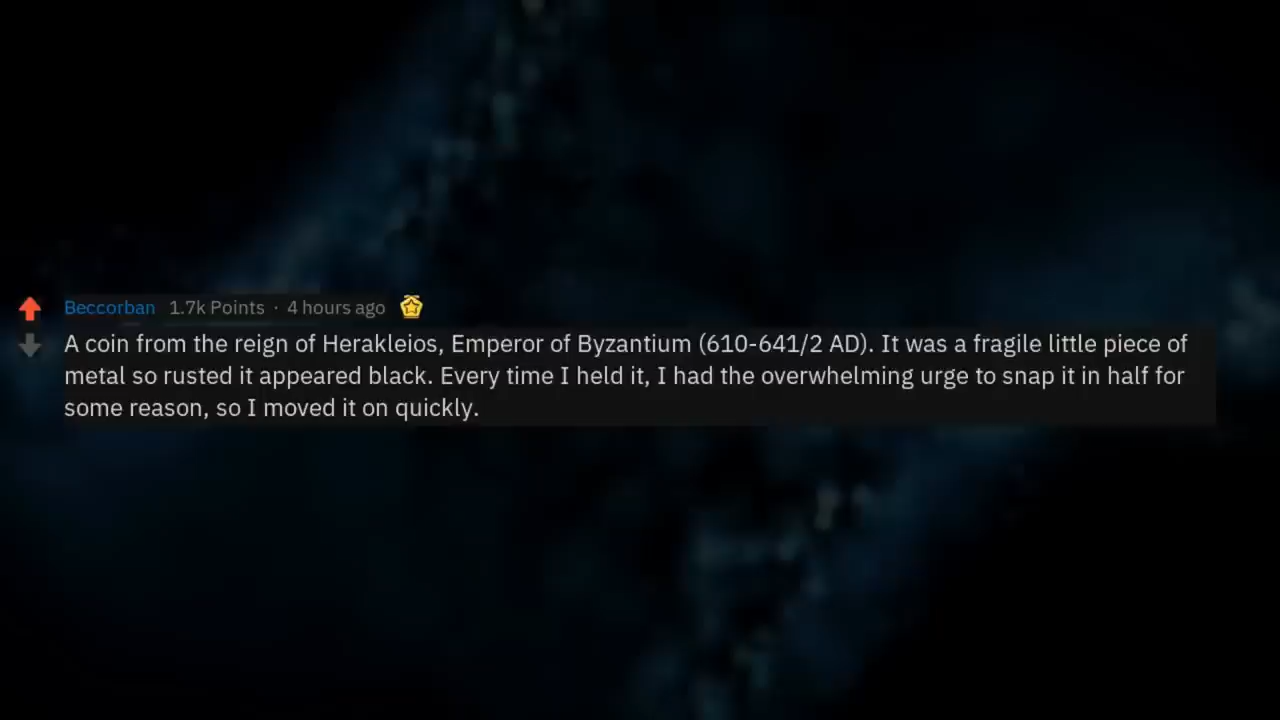 Beccorban 1.7k Points · 4 hours ago
A coin from the reign of Herakleios, Emperor of Byzantium (610-641/2 AD). It was a fragile little piece of
metal so rusted it appeared black. Every time I held it, I had the overwhelming urge to snap it in half for
some reason, so I moved it on quickly.